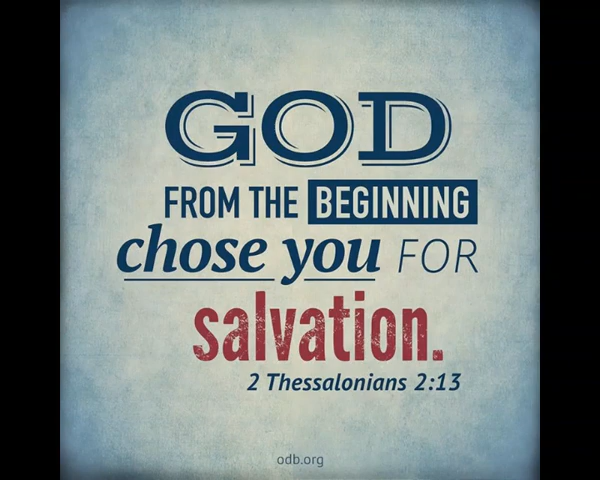 GOD
FROM THE BEGINNING
chose you FOR
salvation.
2 Thessalonians 2:13
odb.org